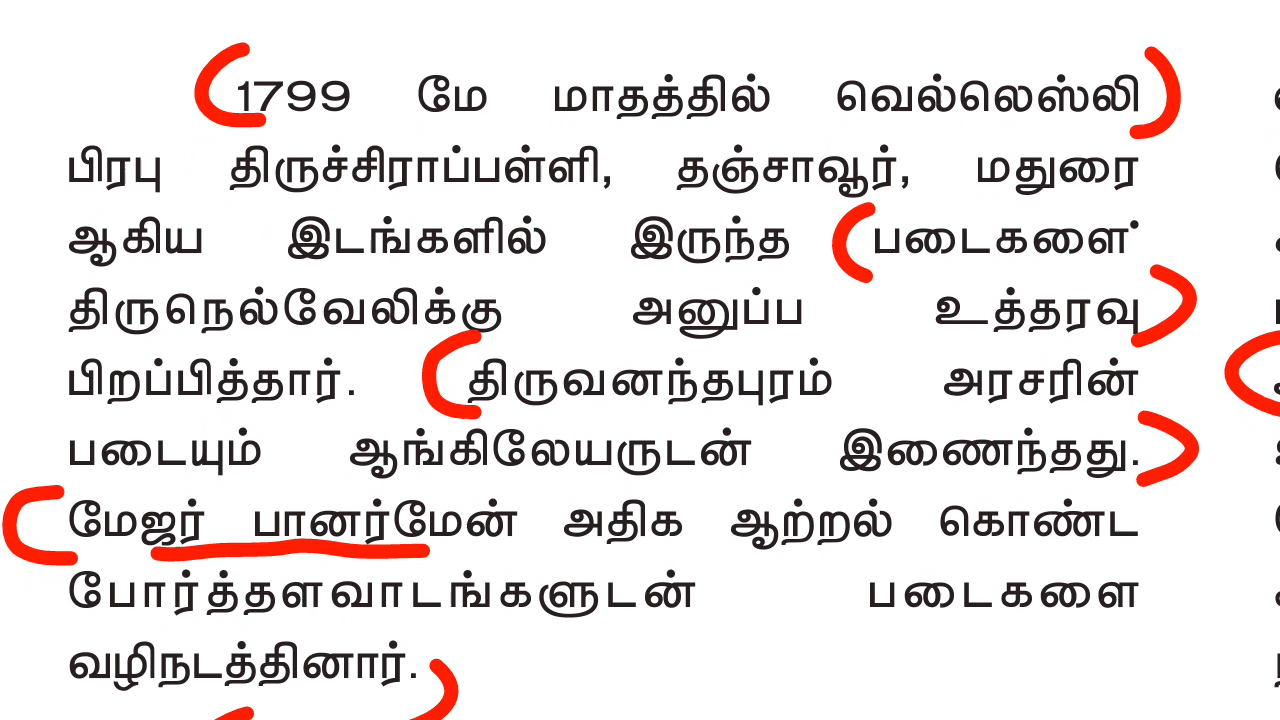 1799 மே மாதத்தில் வெல்லெஸ்லி
பிரபு திருச்சிராப்பள்ளி, தஞ்சாவூர், மதுரை
ஆகிய இடங்களில் இருந்த படைகளை
திருநெல்வேலிக்கு அனுப்ப உத்தரவு
பிறப்பித்தார். திருவனந்தபுரம் அரசரின்
படையும் ஆங்கிலேயருடன் இணைந்தது.
மேஜர் பானர்மேன் அதிக ஆற்றல் கொண்ட
போர்த்தளவாடங்களுடன் படைகளை
வழிநடத்தினார்.